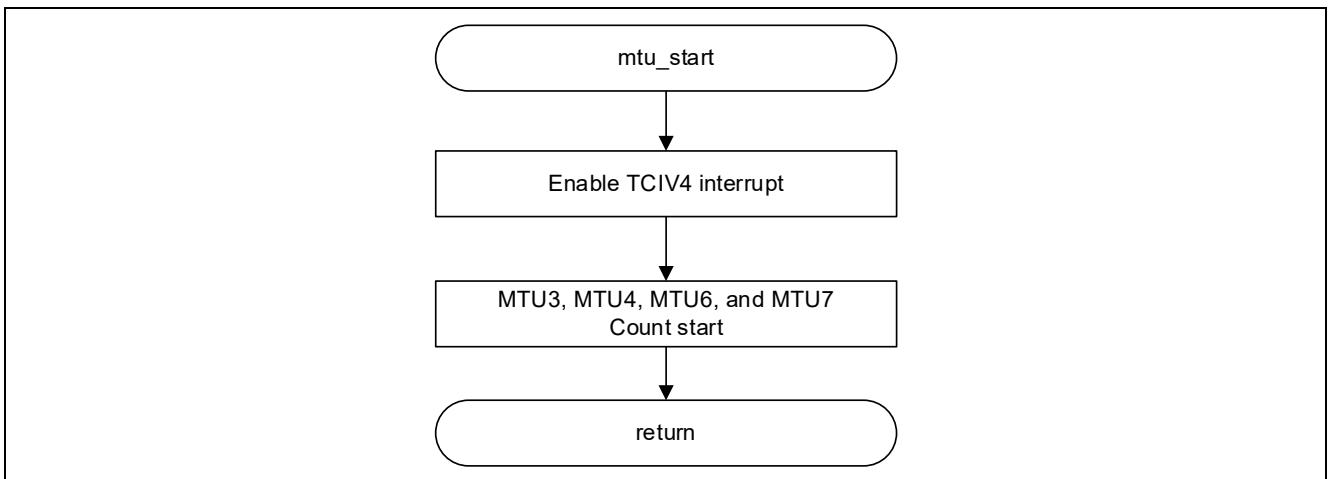 mtu_start
Enable TCIV4 interrupt
MTU3, MTU4, MTU6, and MTU7
Count start
return